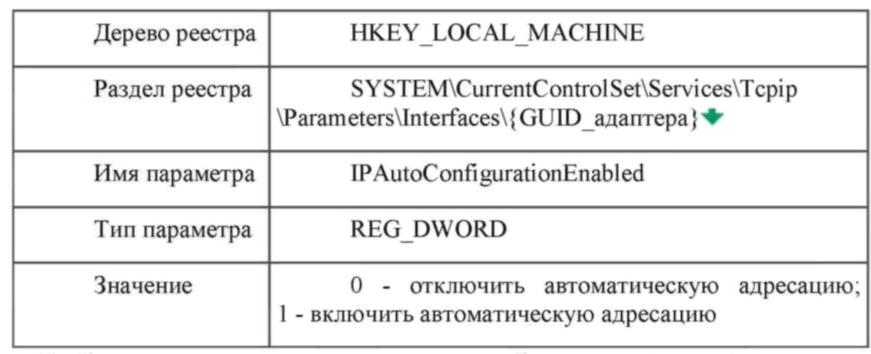 Дерево реестра HKEY_LOCAL_MACHINE
Раздел реестра SYSTEM\CurrentControlSet\Services\Tcpip
\Parameters\Interfaces\{GUID_адаптера}
Имя параметра IPAutoConfigurationEnabled
Тип параметра REG_DWORD
Значение 0 - отключить автоматическую адресацию;
1 - включить автоматическую адресацию